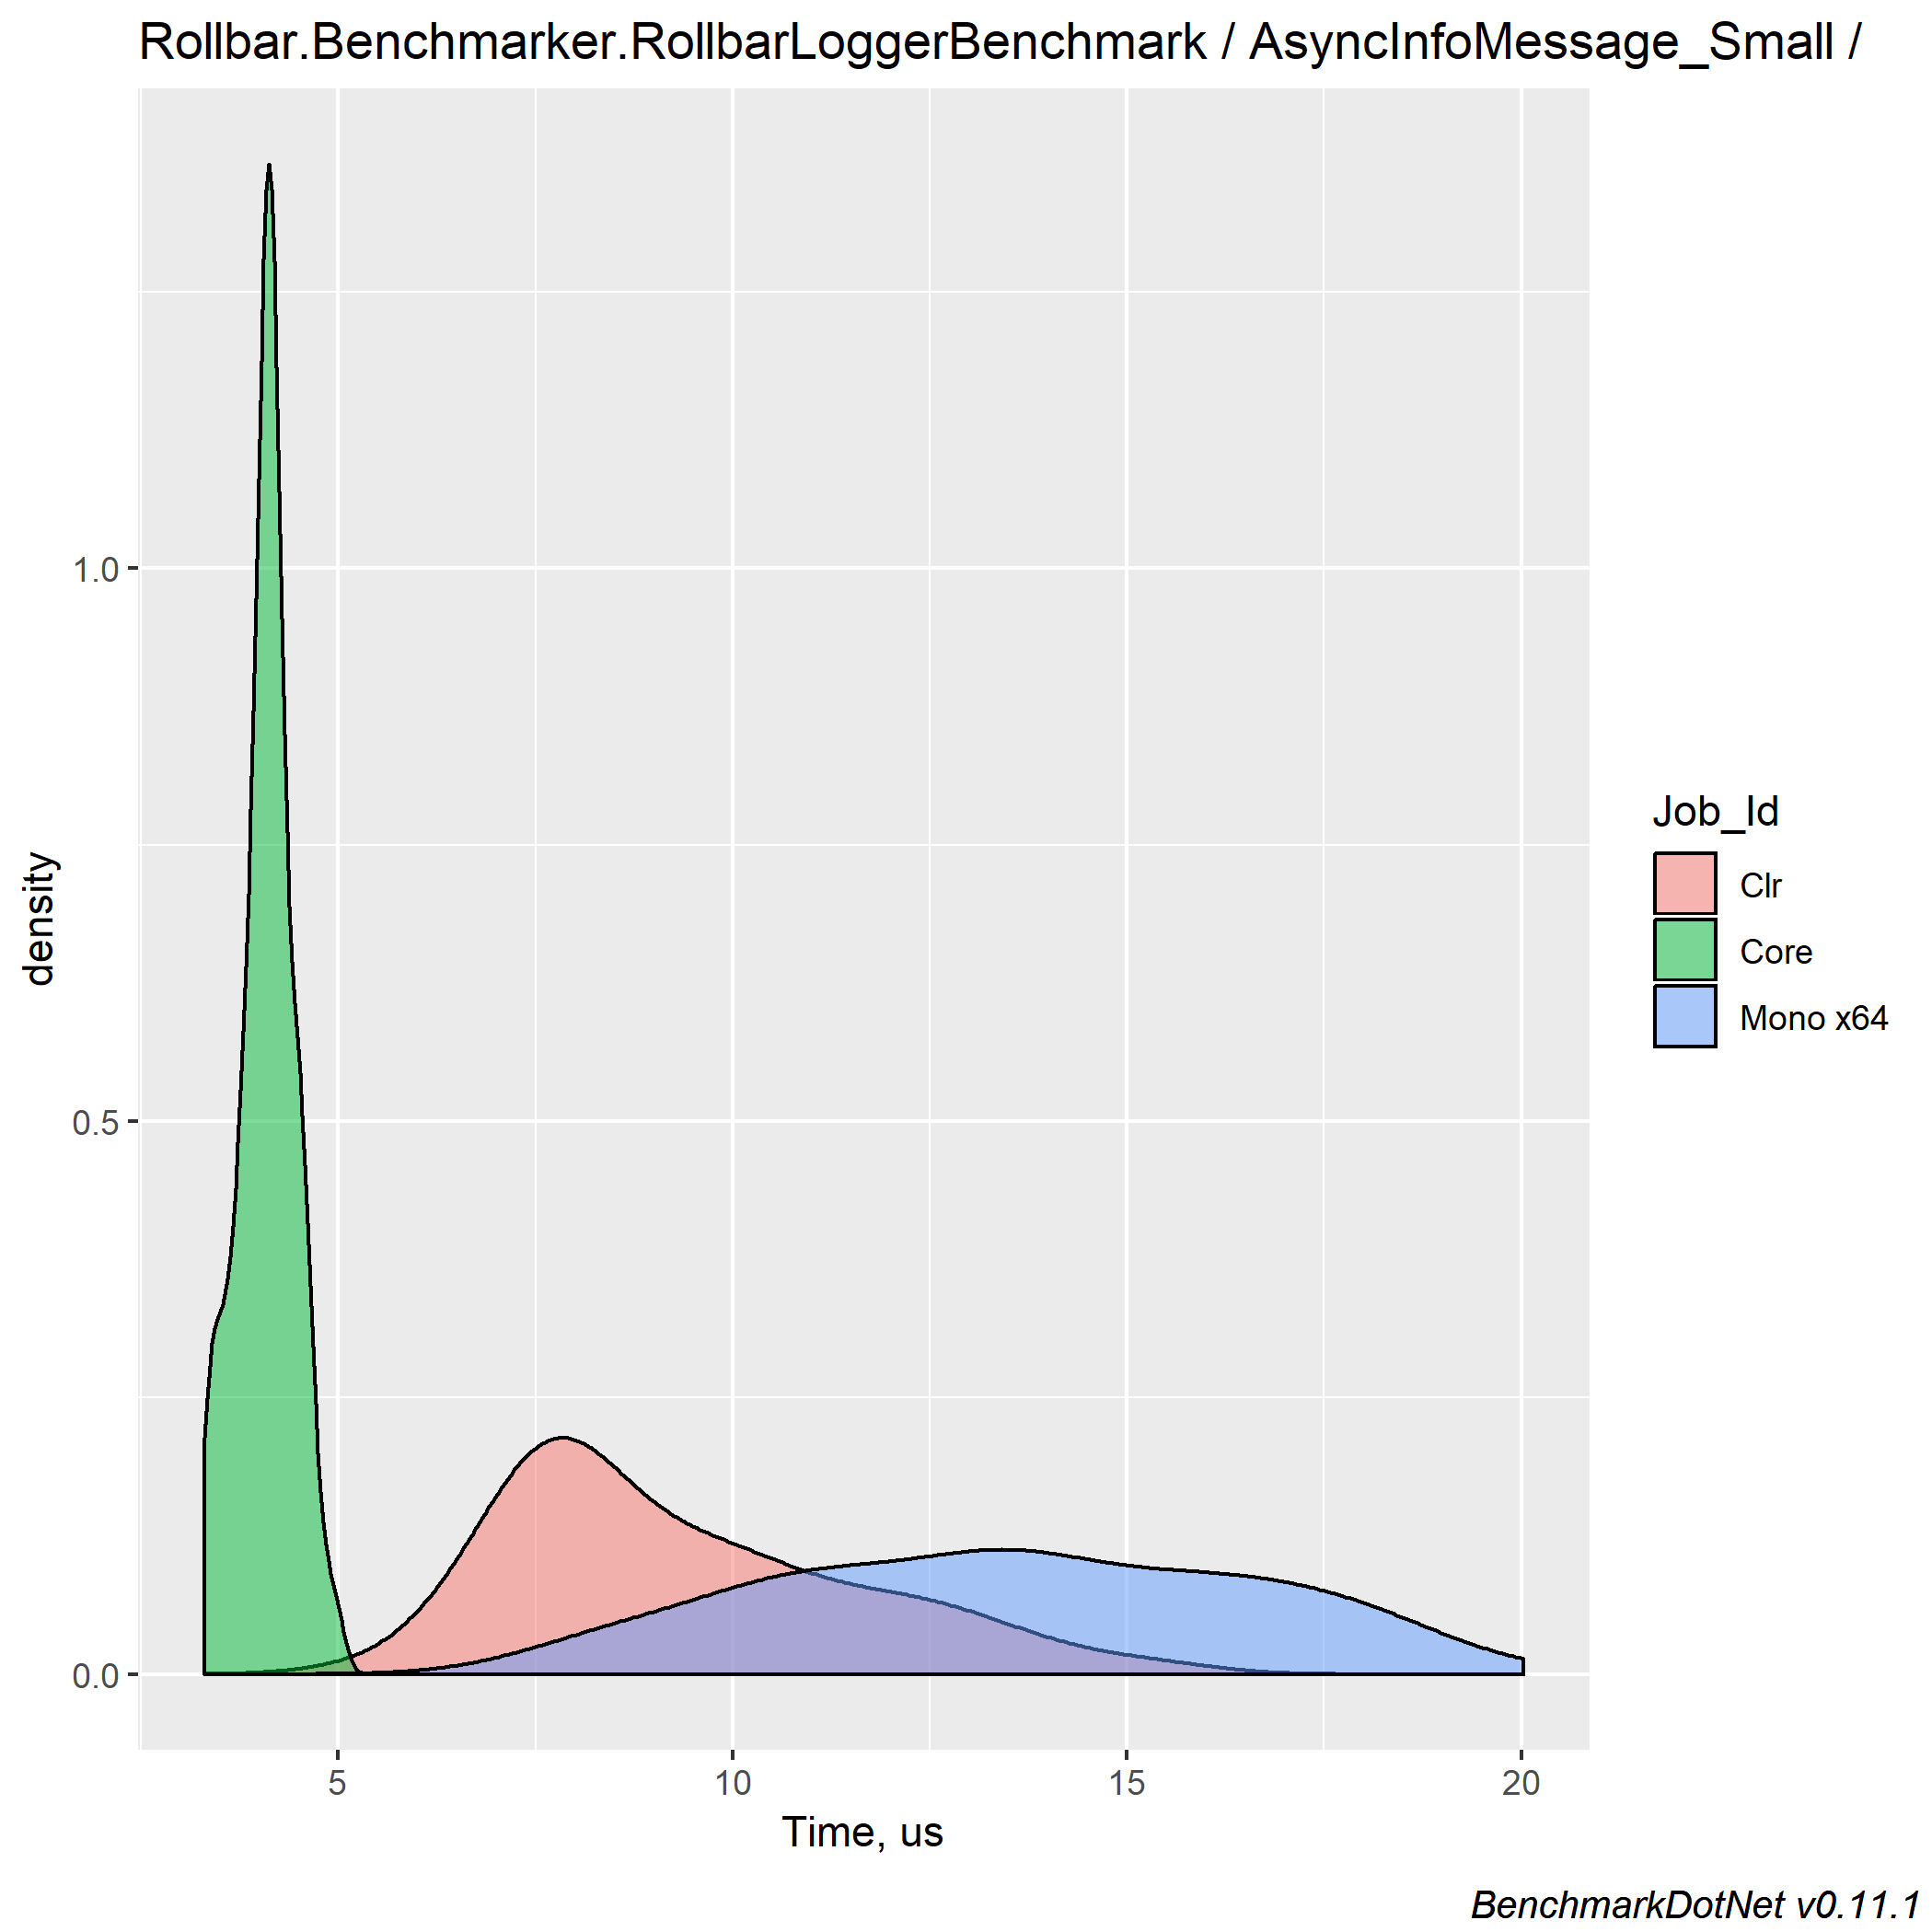 Rollbar.Benchmarker.RollbarLoggerBenchmark / AsyncInfoMessage_Small /
density
1.0
0.5
0.0
5 10 15 20
Time, us
Job_Id
Clr
Core
Mono x64
BenchmarkDotNet v0.11.1